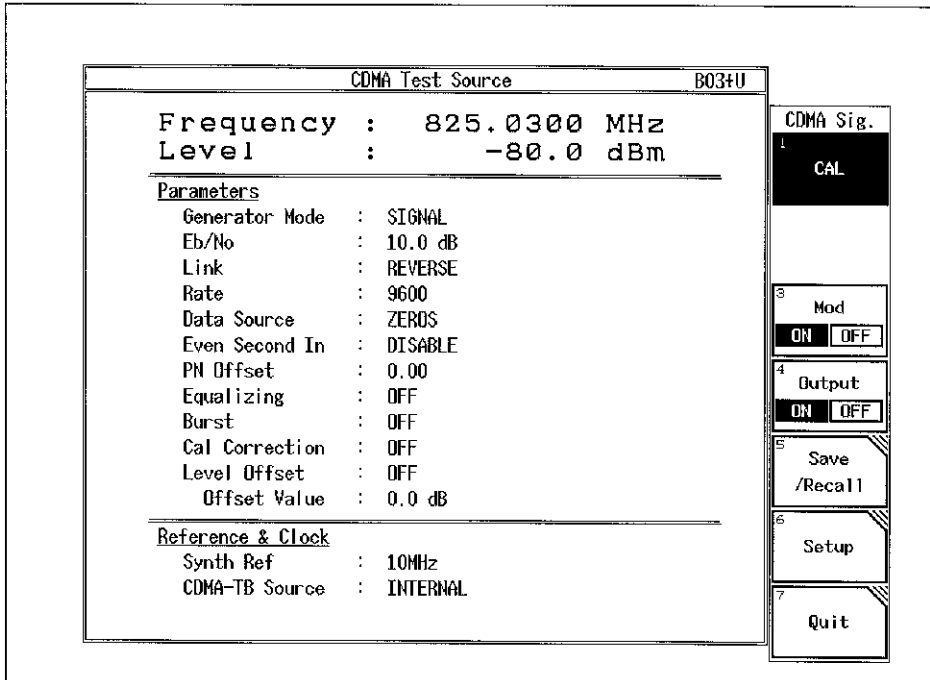 CDMA Test Source B03+U
Frequency : 825.0300 MHz
Level : -80.0 dBm
Parameters
Generator Mode : SIGNAL
Eb/No : 10.0 dB
Link : REVERSE
Rate : 9600
Data Source : ZEROS
Even Second In : DISABLE
PN Offset : 0.00
Equalizing : OFF
Burst : OFF
Cal Correction : OFF
Level Offset : OFF
Offset Value : 0.0 dB
Reference & Clock
Synth Ref : 10MHz
CDMA-TB Source : INTERNAL
CDMA Sig.
1
CAL
3
Mod
ON OFF
4
Output
ON OFF
5
Save
/Recall
6
Setup
7
Quit